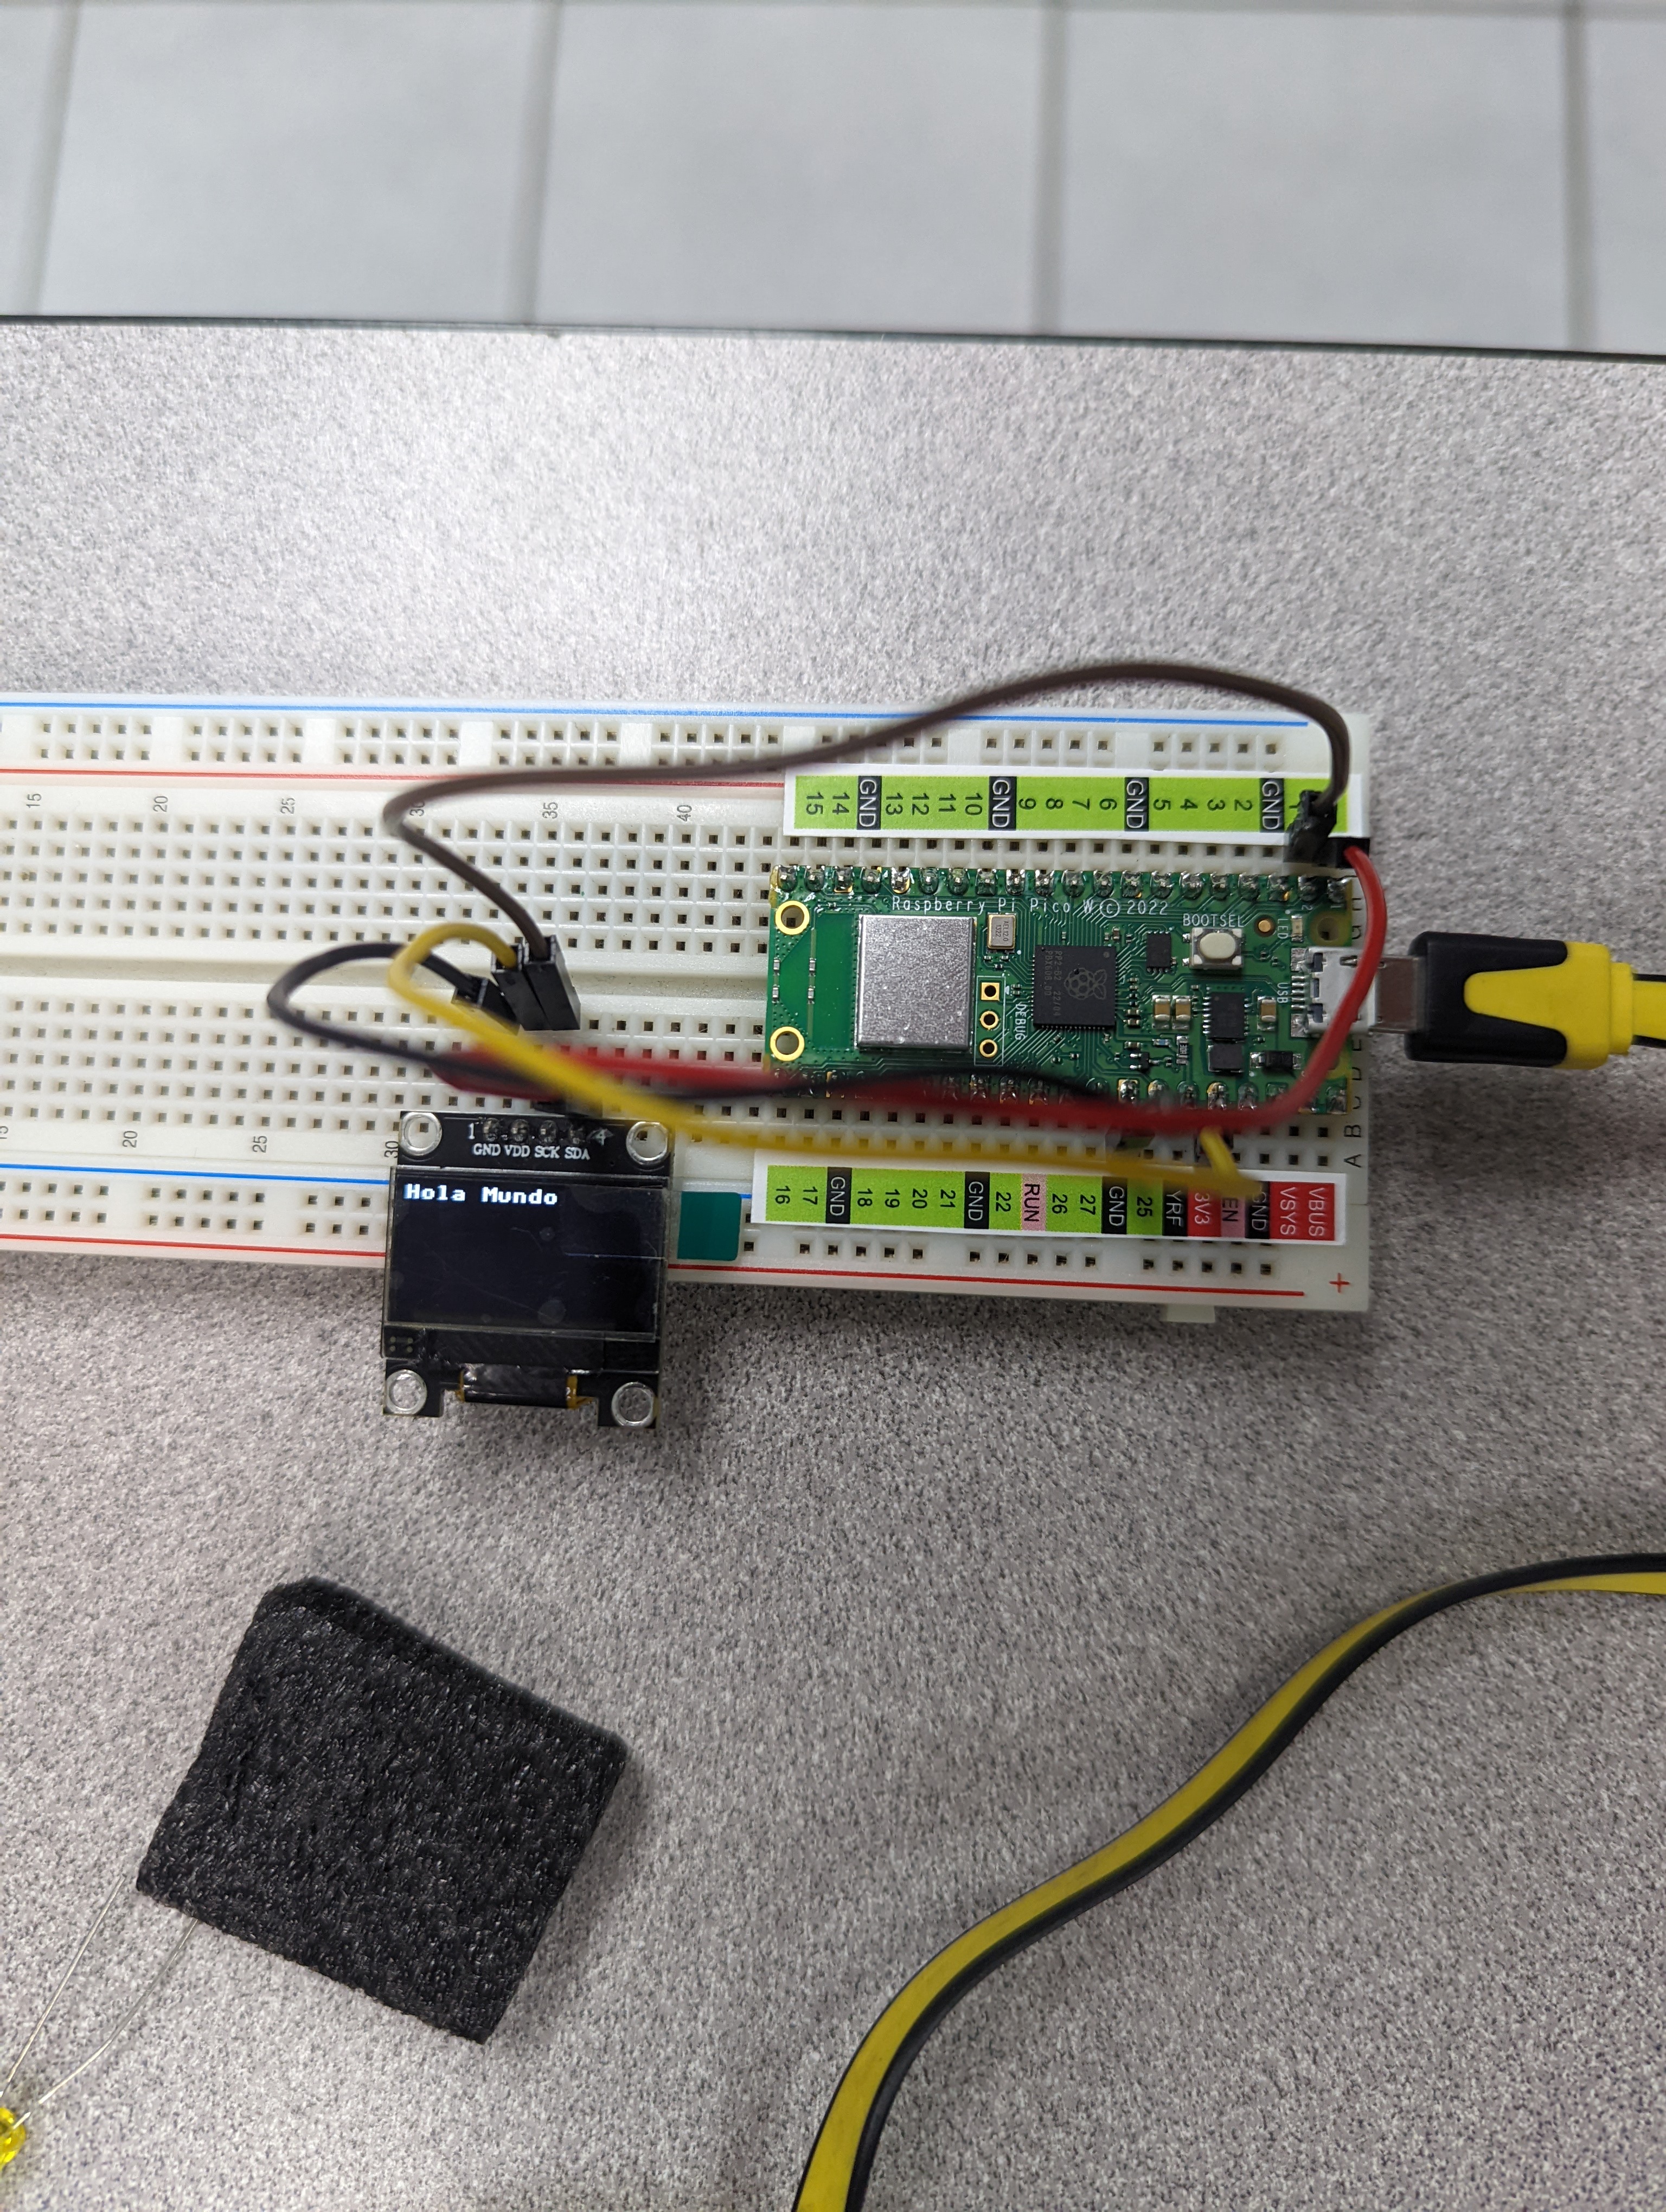 15
20
25
30
35
40
15
14
GND
13
12
11
10
9
8
7
6
GND
5
4
3
2
GND
Raspberry Pi Pico W © 2022
BOOTSEL
LED
USB
DEBUG
1
4
GND VDD SCK SDA
Hola Mundo
15
20
25
30
16
17
GND
18
19
20
21
GND
22
RUN
26
27
GND
25
YRF
3V3
EN
GND
VSYS
VBUS
B
A
+